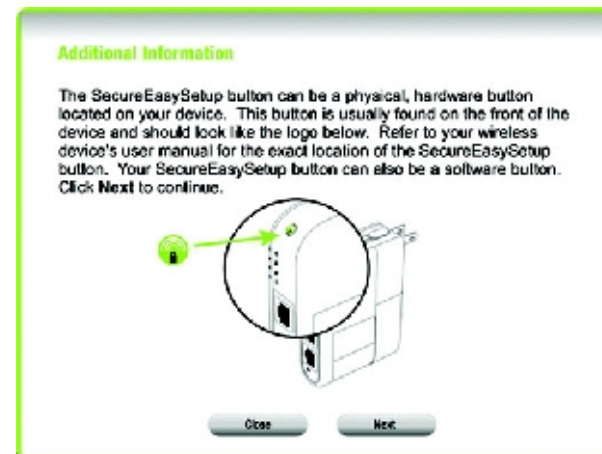 Additional Information
The SecureEasySetup button can be a physical, hardware button
located on your device. This button is usually found on the front of the
device and should look like the logo below. Refer to your wireless
device's user manual for the exact location of the SecureEasySetup
button. Your SecureEasySetup button can also be a software button.
Click Next to continue.
Close
Next